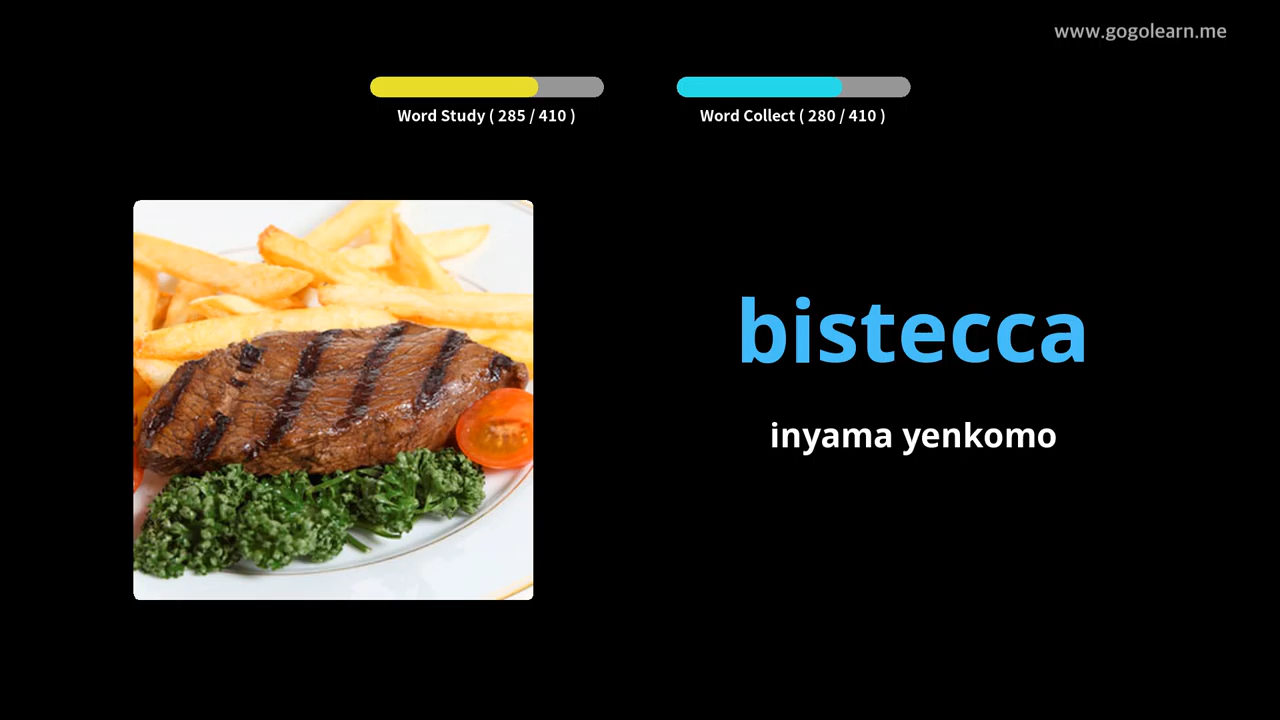 www.gogolearn.me
Word Study ( 285 / 410 )
Word Collect ( 280 / 410 )
bistecca
inyama yenkomo